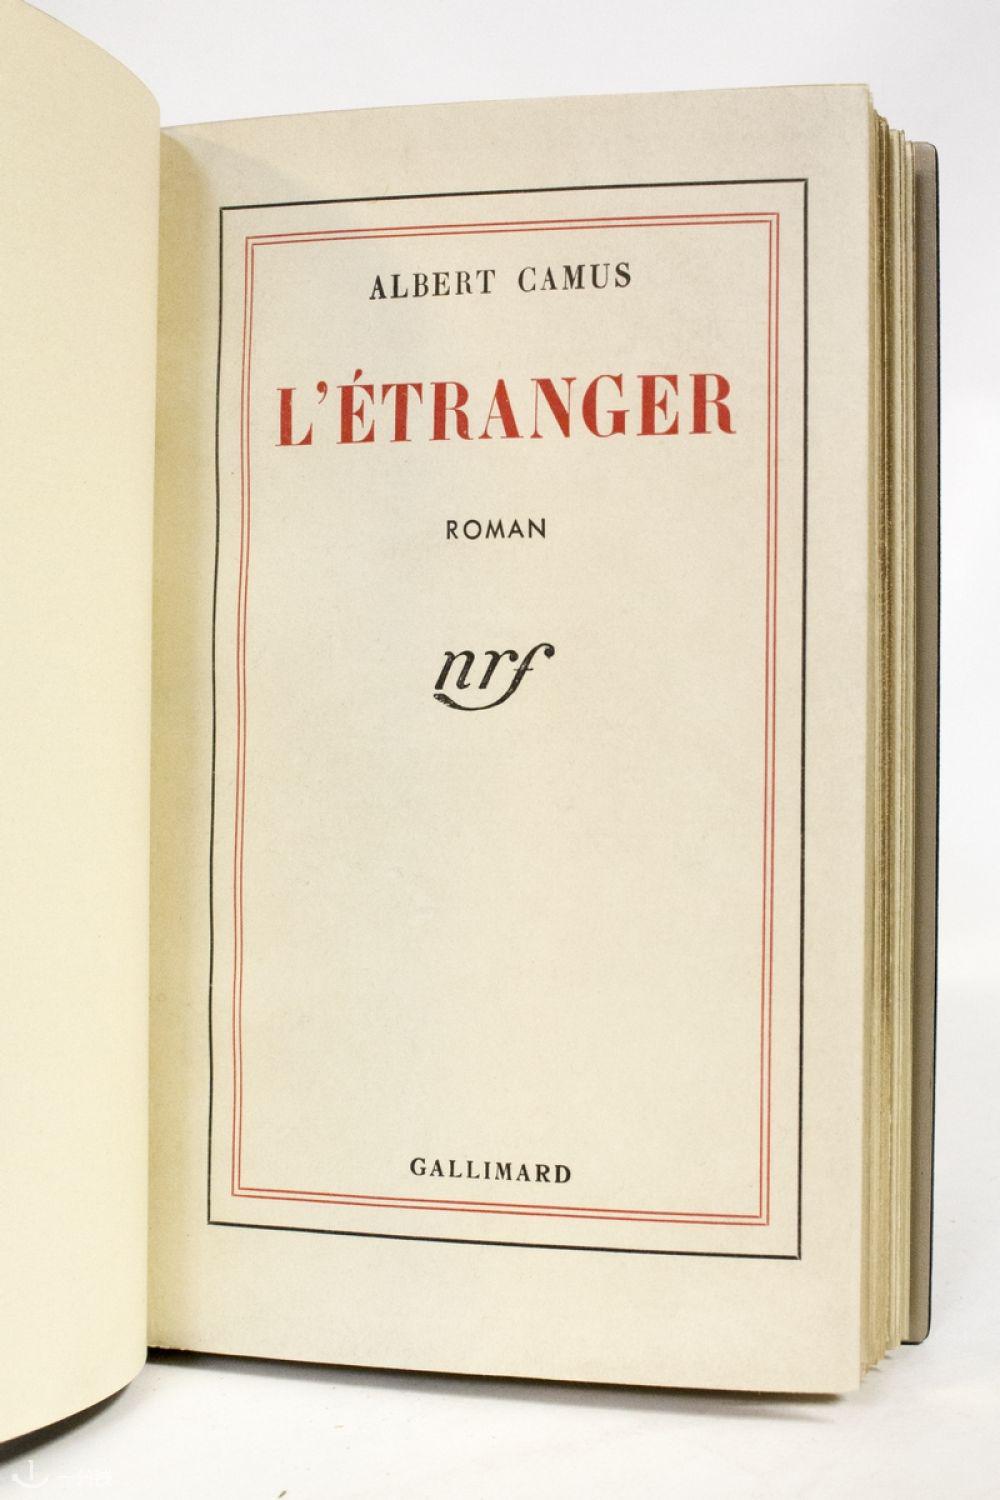 ALBERT CAMUS
L'ÉTRANGER
ROMAN
nrf
GALLIMARD